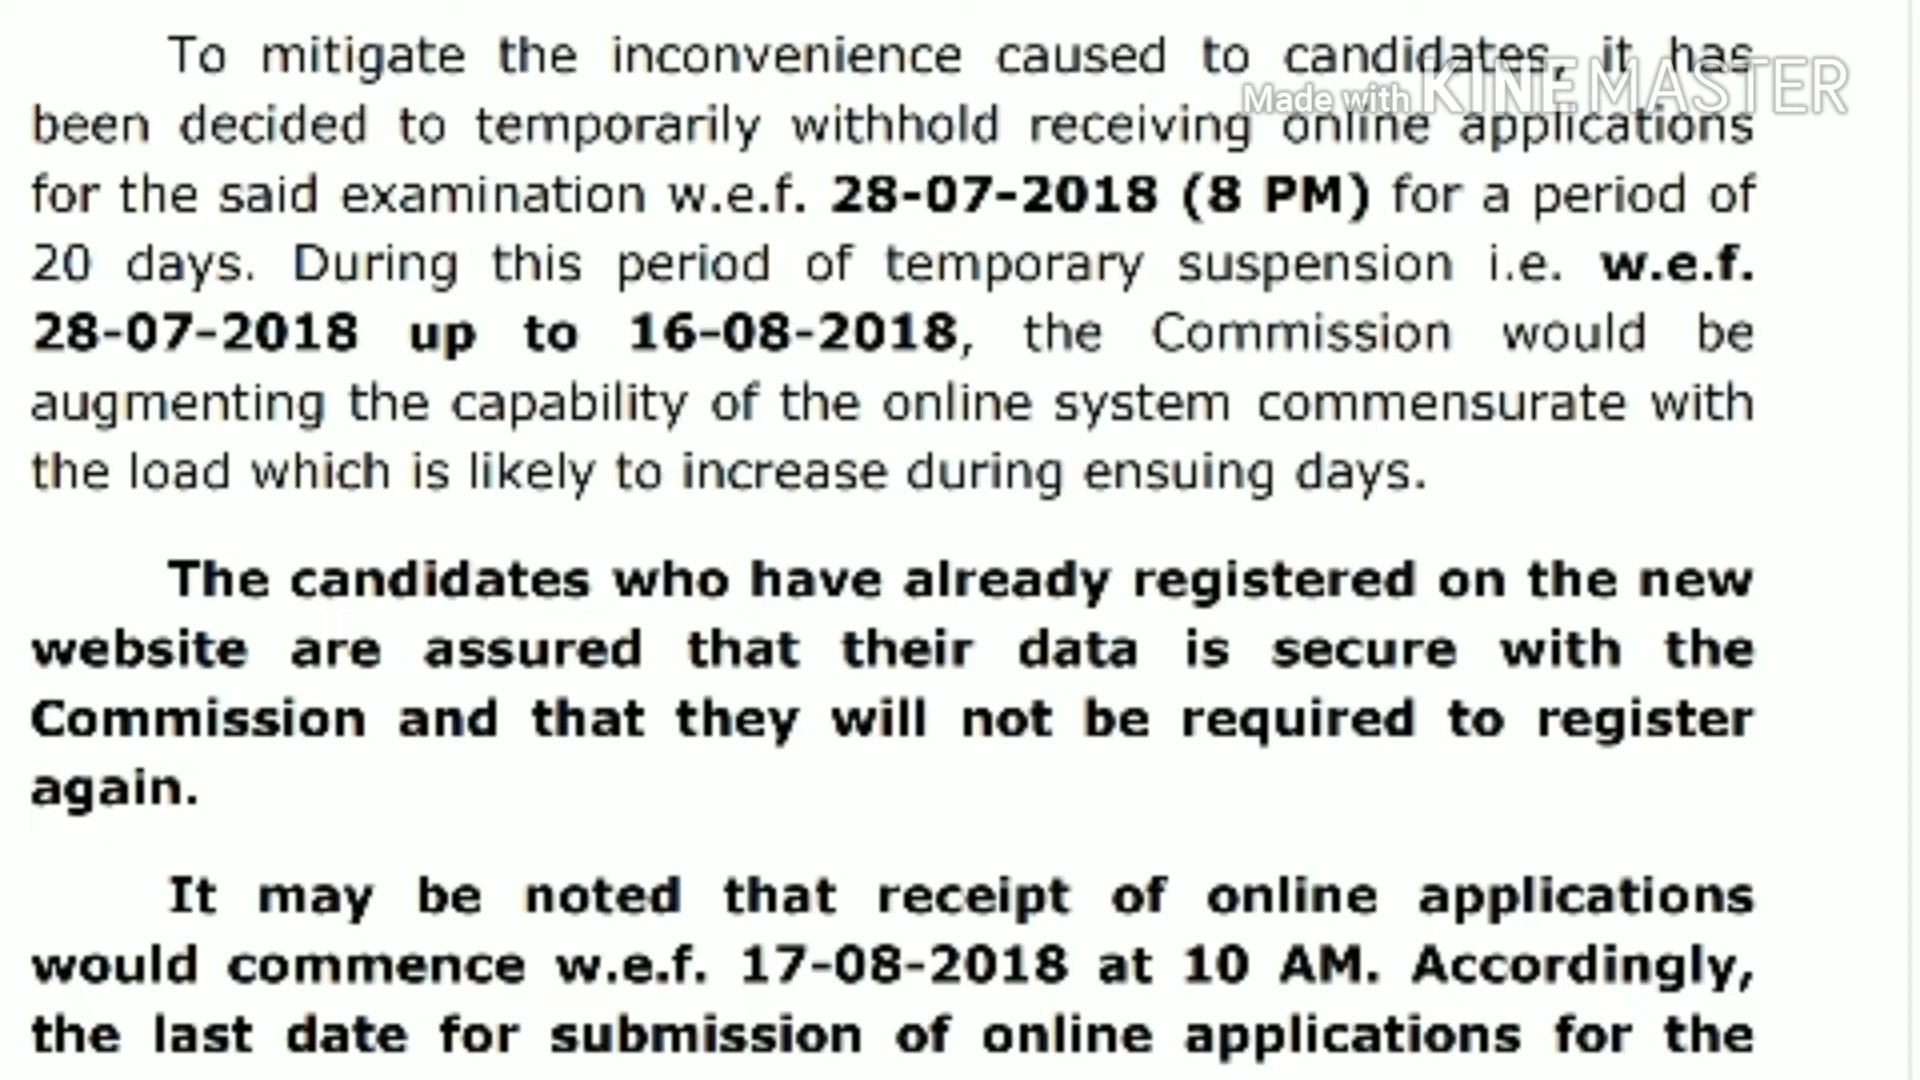 To mitigate the inconvenience caused to candidates, it has
Made with KINEMASTER
been decided to temporarily withhold receiving online applications
for the said examination w.e.f. 28-07-2018 (8 PM) for a period of
20 days. During this period of temporary suspension i.e. w.e.f.
28-07-2018 up to 16-08-2018, the Commission would be
augmenting the capability of the online system commensurate with
the load which is likely to increase during ensuing days.
The candidates who have already registered on the new
website are assured that their data is secure with the
Commission and that they will not be required to register
again.
It may be noted that receipt of online applications
would commence w.e.f. 17-08-2018 at 10 AM. Accordingly,
the last date for submission of online applications for the